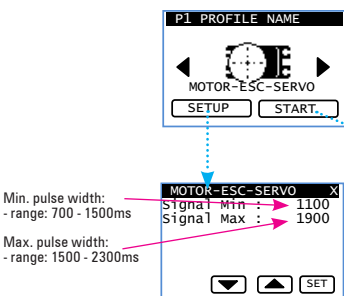 P1 PROFILE NAME
MOTOR-ESC-SERVO
SETUP START
Min. pulse width:
- range: 700 - 1500ms
Max. pulse width:
- range: 1500 - 2300ms
MOTOR-ESC-SERVO X
Signal Min : 1100
Signal Max : 1900
SET